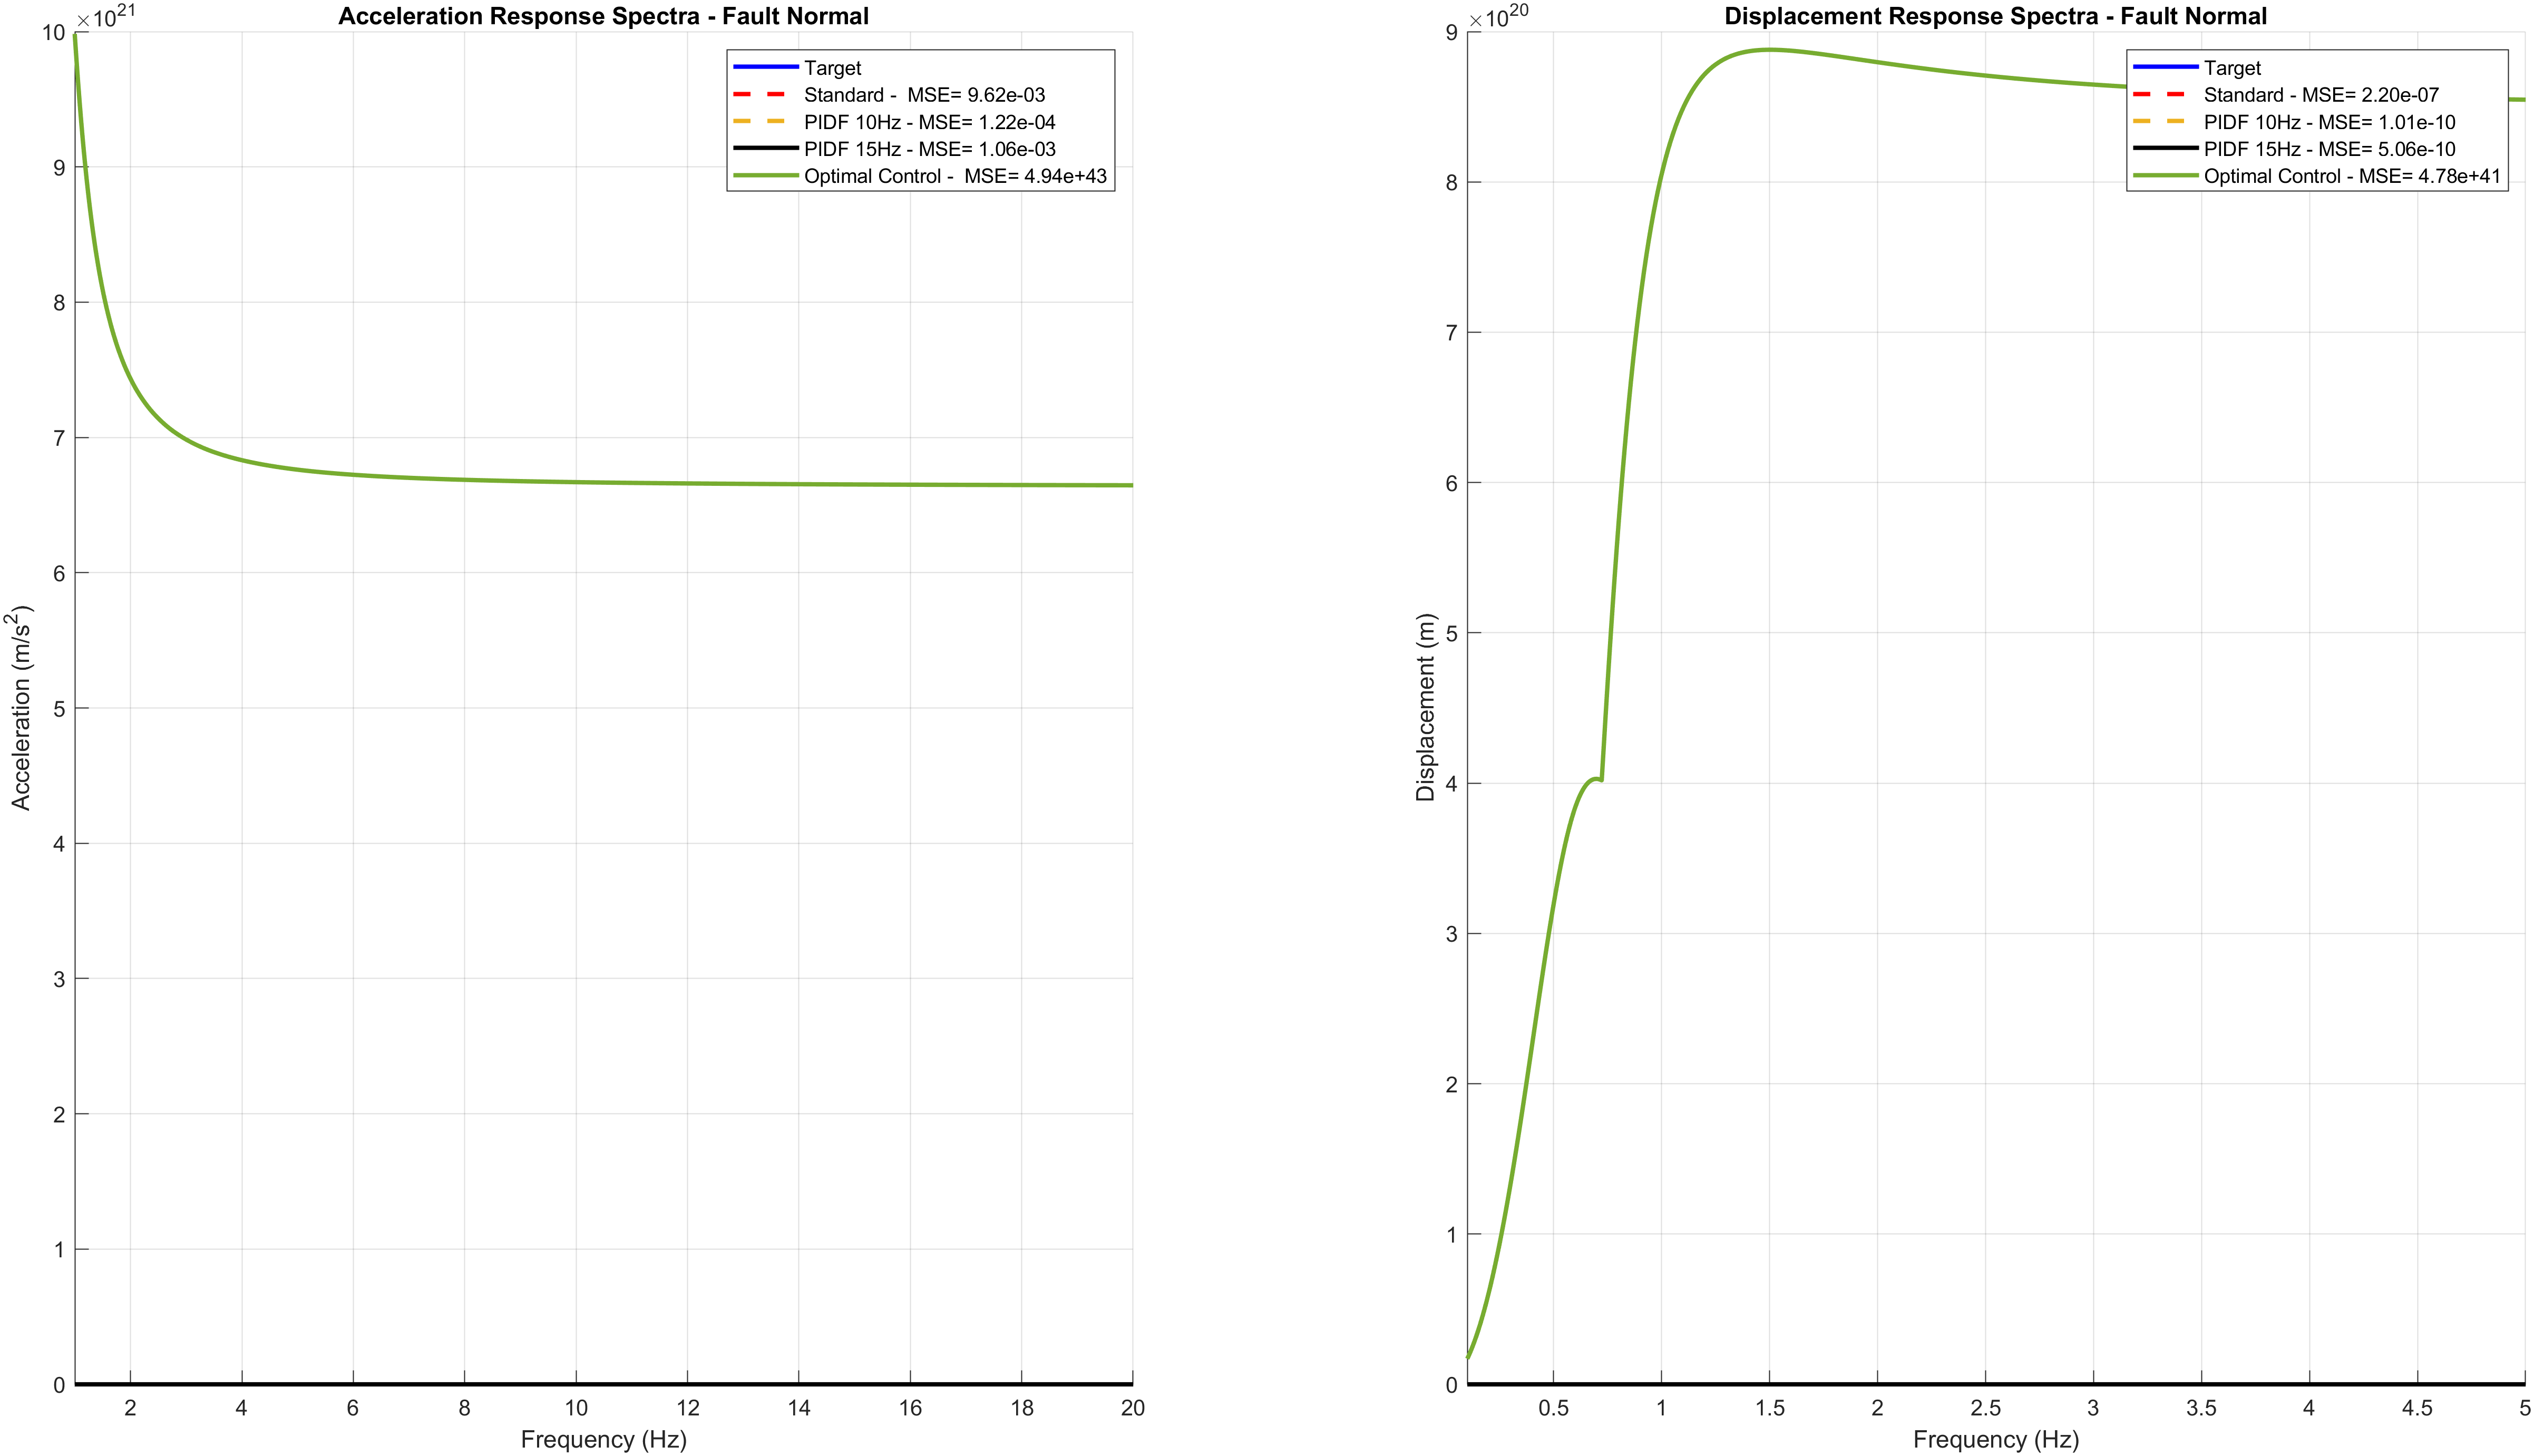 Acceleration Response Spectra - Fault Normal
×10^21
10
9
8
7
6
5
4
3
2
1
0
Acceleration (m/s^2)
Target
Standard -  MSE= 9.62e-03
PIDF 10Hz - MSE= 1.22e-04
PIDF 15Hz - MSE= 1.06e-03
Optimal Control -  MSE= 4.94e+43
2 4 6 8 10 12 14 16 18 20
Frequency (Hz)
Displacement Response Spectra - Fault Normal
×10^20
9
8
7
6
5
4
3
2
1
0
Displacement (m)
Target
Standard - MSE= 2.20e-07
PIDF 10Hz - MSE= 1.01e-10
PIDF 15Hz - MSE= 5.06e-10
Optimal Control - MSE= 4.78e+41
0.5 1 1.5 2 2.5 3 3.5 4 4.5 5
Frequency (Hz)